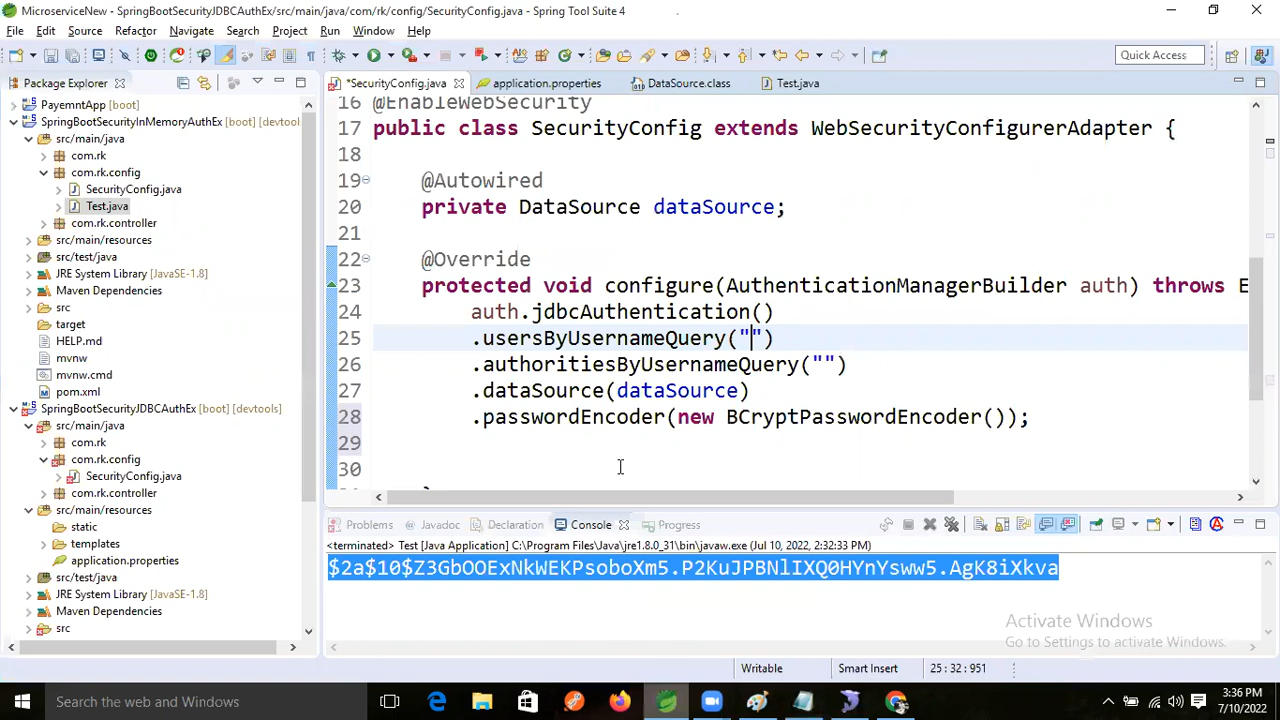 MicroserviceNew - SpringBootSecurityJDBCAuthEx/src/main/java/com/rk/config/SecurityConfig.java - Spring Tool Suite 4
File Edit Source Refactor Navigate Search Project Run Window Help
Quick Access
Package Explorer
*SecurityConfig.java application.properties DataSource.class Test.java
PayemntApp [boot]
SpringBootSecurityInMemoryAuthEx [boot] [devtool
src/main/java
com.rk
com.rk.config
SecurityConfig.java
Test.java
com.rk.controller
src/main/resources
src/test/java
JRE System Library [JavaSE-1.8]
Maven Dependencies
src
target
HELP.md
mvnw
mvnw.cmd
pom.xml
SpringBootSecurityJDBCAuthEx [boot] [devtools]
src/main/java
com.rk
com.rk.config
SecurityConfig.java
com.rk.controller
src/main/resources
static
templates
application.properties
src/test/java
JRE System Library [JavaSE-1.8]
Maven Dependencies
src
16 @EnableWebSecurity
17 public class SecurityConfig extends WebSecurityConfigurerAdapter {
18
19 @Autowired
20 private DataSource dataSource;
21
22 @Override
23 protected void configure(AuthenticationManagerBuilder auth) throws E
24 auth.jdbcAuthentication()
25 .usersByUsernameQuery("")
26 .authoritiesByUsernameQuery("")
27 .dataSource(dataSource)
28 .passwordEncoder(new BCryptPasswordEncoder());
29
30
Problems Javadoc Declaration Console Progress
<terminated> Test [Java Application] C:\Program Files\Java\jre1.8.0_31\bin\javaw.exe (Jul 10, 2022, 2:32:33 PM)
$2a$10$Z3GbOOExNkWEKPsoboXm5.P2KuJPBNlIXQ0HYnYsww5.AgK8iXkva
Activate Windows
Go to Settings to activate Windows.
Writable Smart Insert 25 : 32 : 951
Search the web and Windows
3:36 PM
7/10/2022